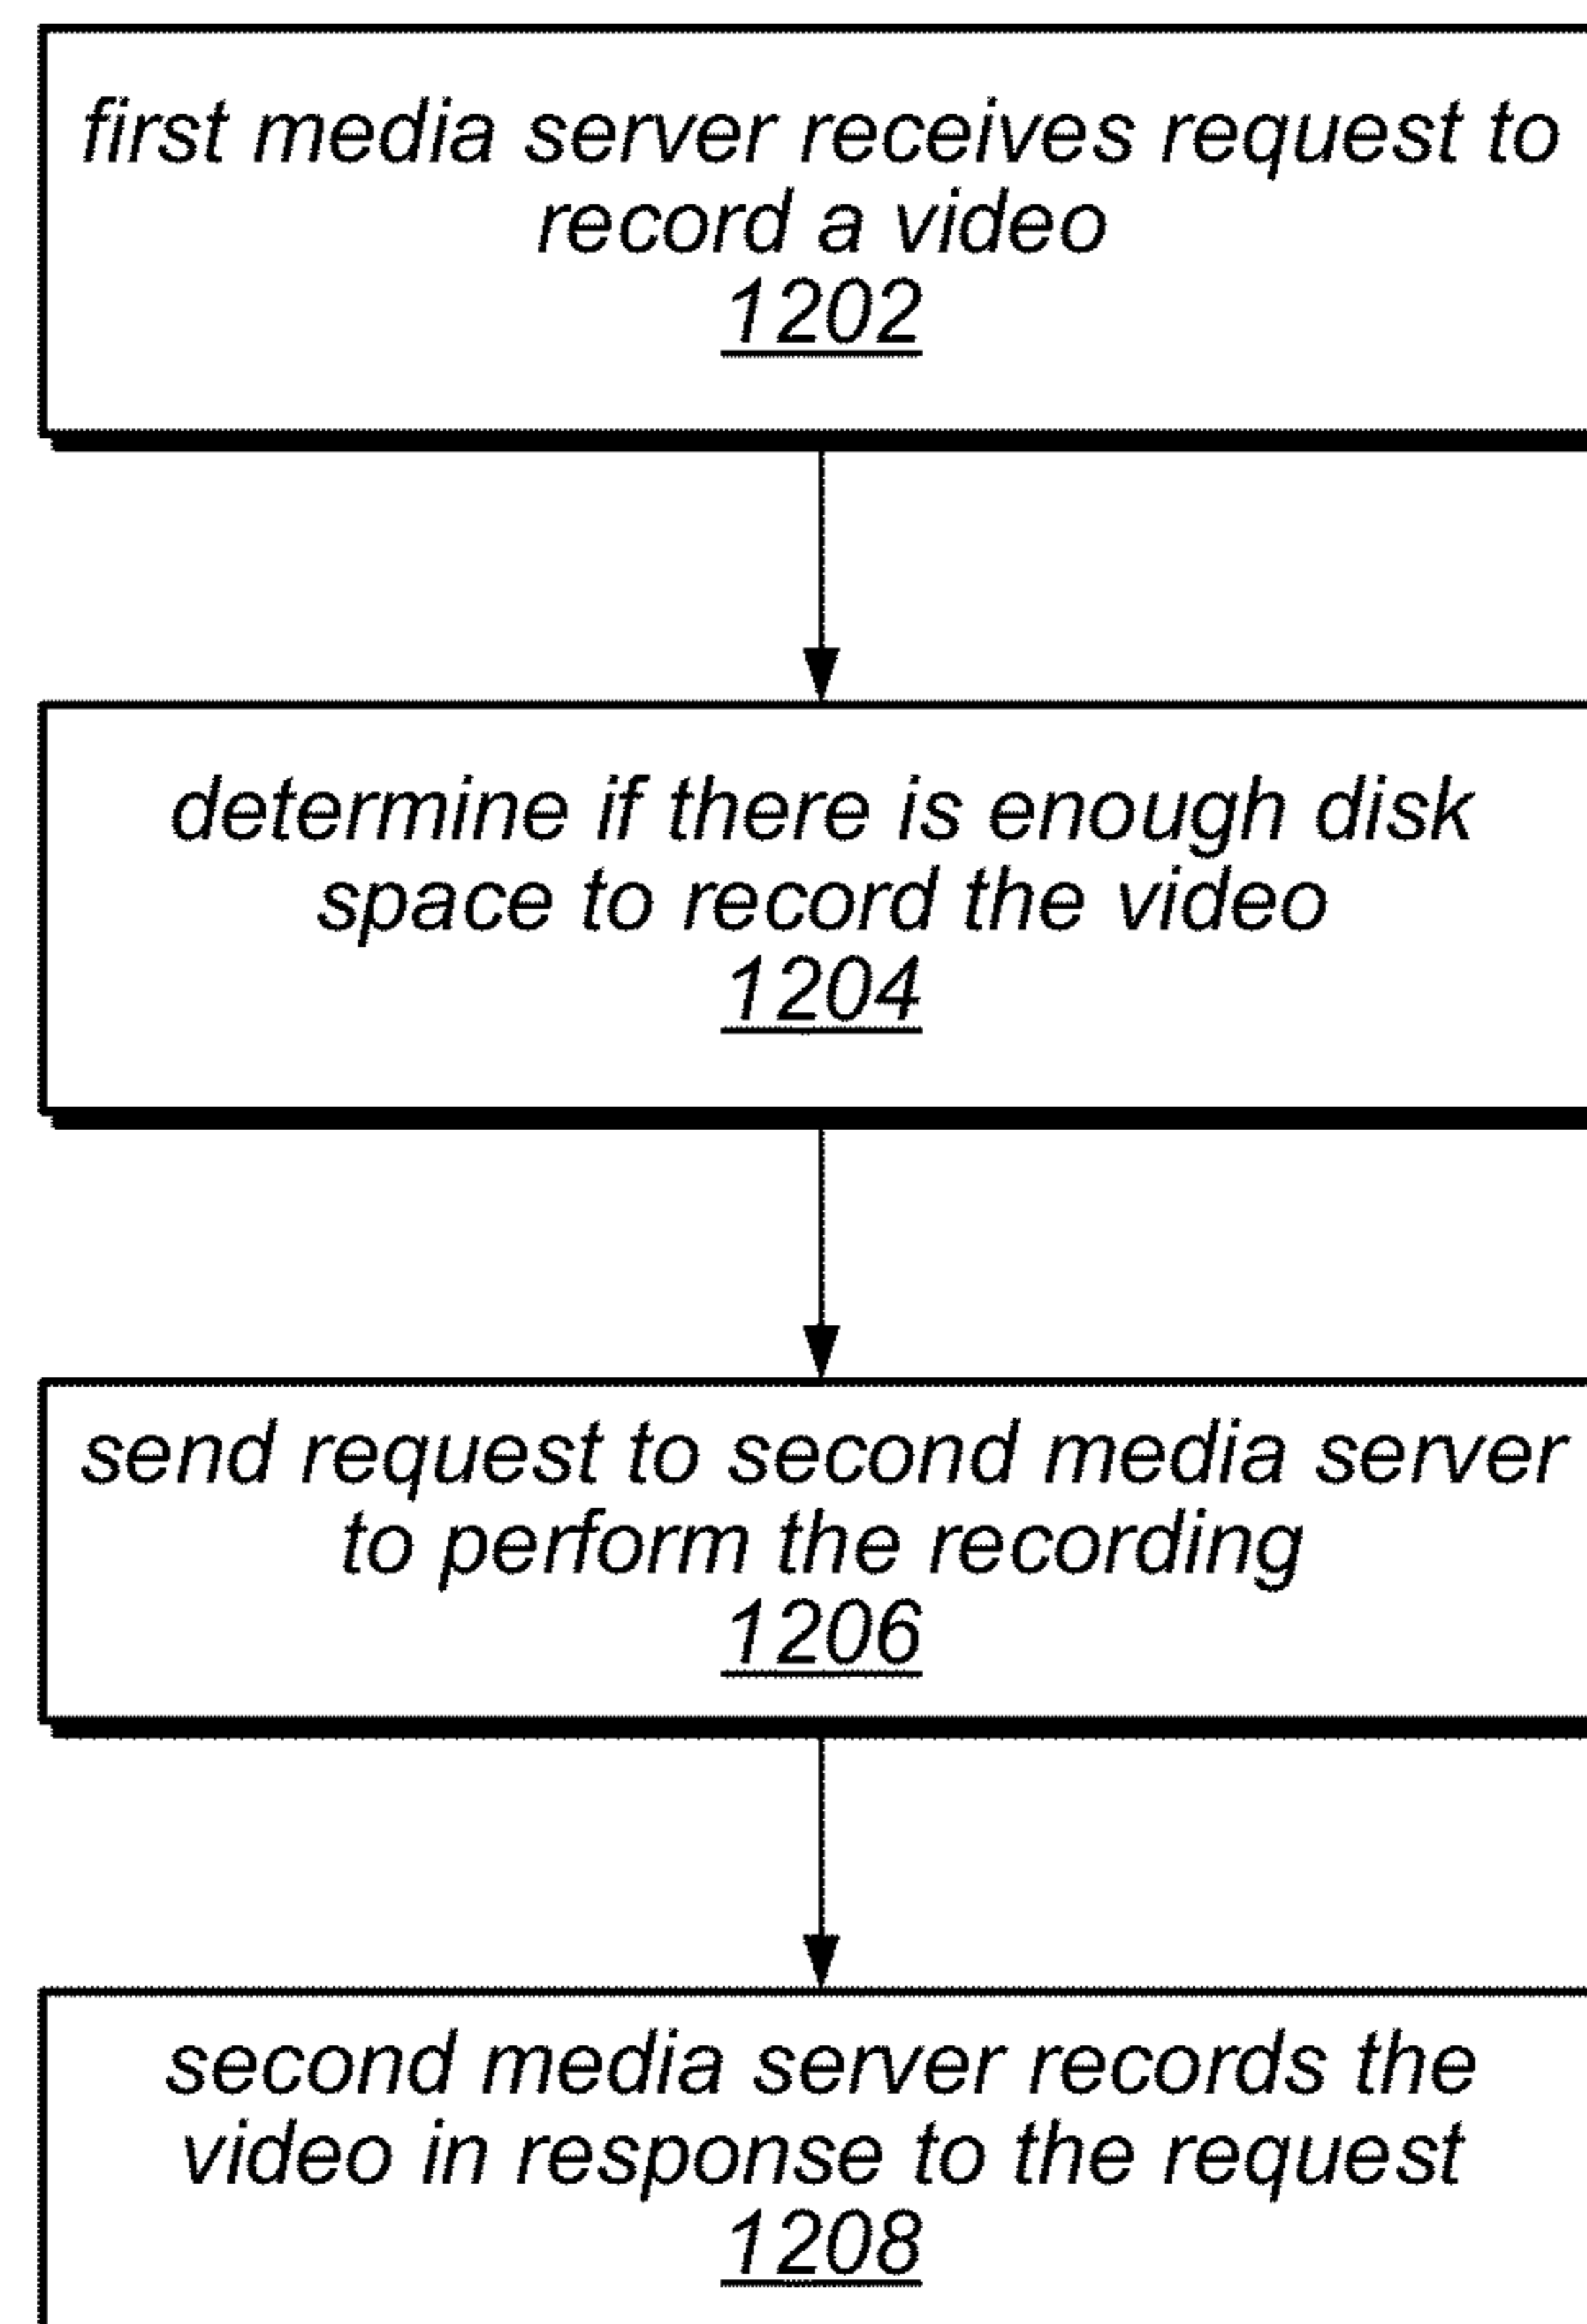 first media server receives request to
record a video
1202
determine if there is enough disk
space to record the video
1204
send request to second media server
to perform the recording
1206
second media server records the
video in response to the request
1208